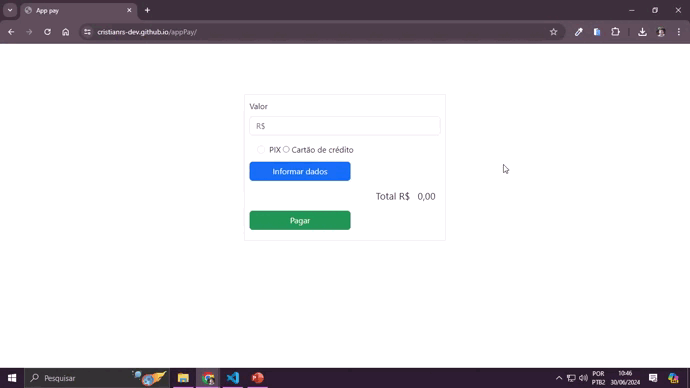 App pay
cristianrs-dev.github.io/appPay/
Valor
R$
PIX Cartão de crédito
Informar dados
Total R$ 0,00
Pagar
Pesquisar
POR
PTB2
10:46
30/06/2024